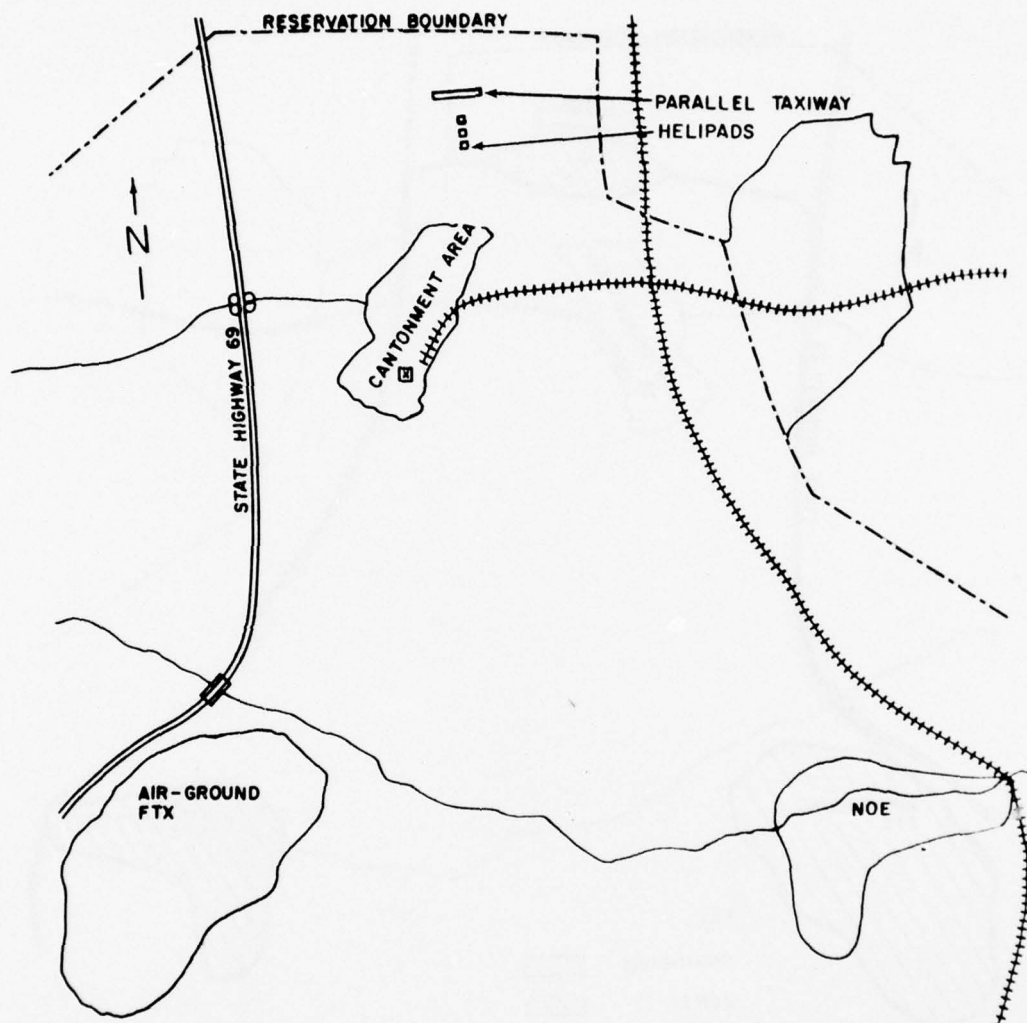 RESERVATION BOUNDARY
PARALLEL TAXIWAY
HELIPADS
N
CANTONMENT AREA
STATE HIGHWAY 69
AIR-GROUND
FTX
NOE